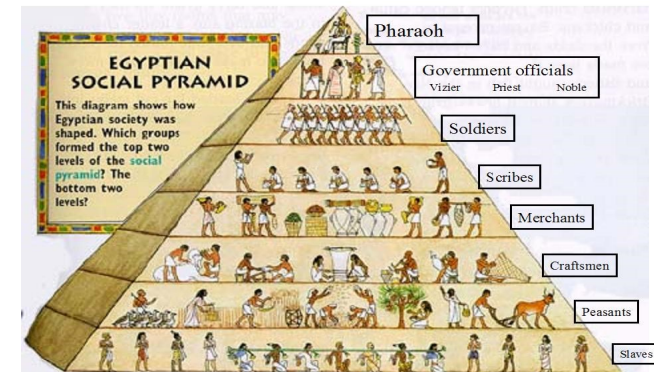 EGYPTIAN
SOCIAL PYRAMID
This diagram shows how
Egyptian society was
shaped. Which groups
formed the top two
levels of the social
pyramid? The
bottom two
levels?
Pharaoh
Government officials
Vizier Priest Noble
Soldiers
Scribes
Merchants
Craftsmen
Peasants
Slaves